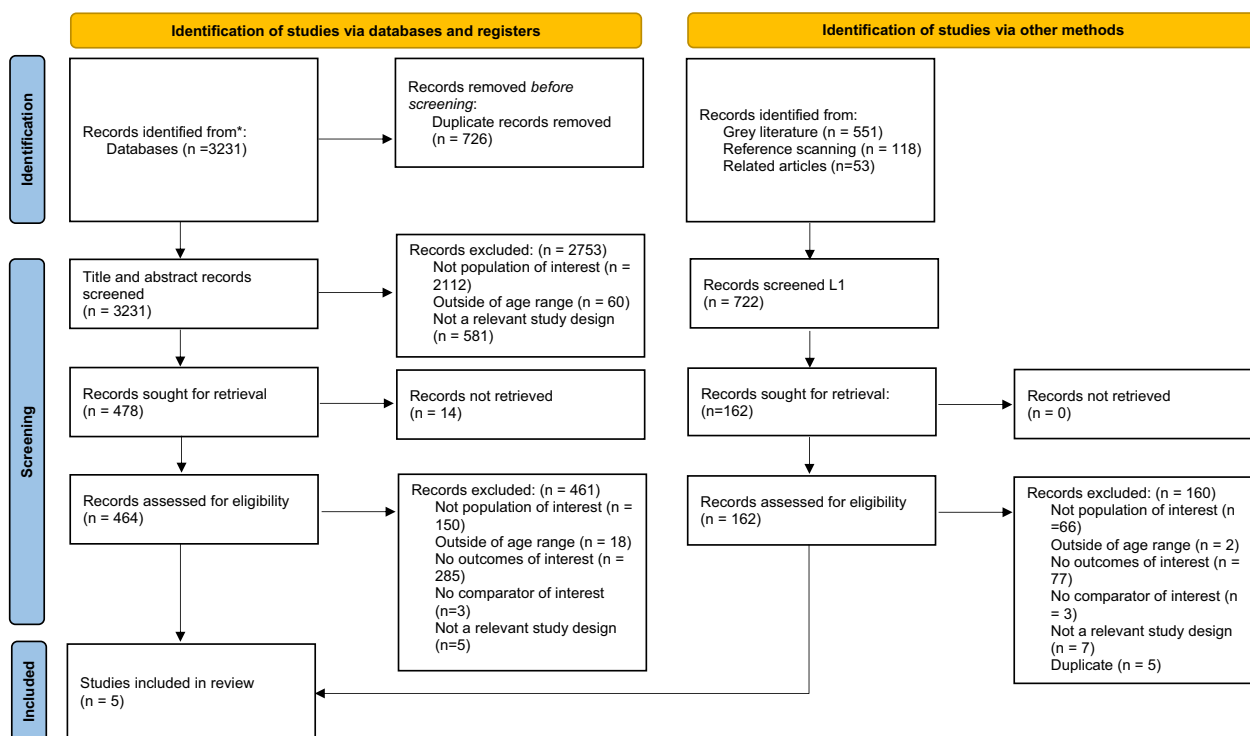 Identification of studies via databases and registers
Identification of studies via other methods
Identification
Records identified from*:
Databases (n =3231)
Records removed before
screening:
Duplicate records removed
(n = 726)
Records identified from:
Grey literature (n = 551)
Reference scanning (n = 118)
Related articles (n=53)
Screening
Title and abstract records
screened
(n = 3231)
Records excluded: (n = 2753)
Not population of interest (n =
2112)
Outside of age range (n = 60)
Not a relevant study design
(n = 581)
Records screened L1
(n = 722)
Records sought for retrieval
(n = 478)
Records not retrieved
(n = 14)
Records sought for retrieval:
(n=162)
Records not retrieved
(n = 0)
Records assessed for eligibility
(n = 464)
Records excluded: (n = 461)
Not population of interest (n =
150)
Outside of age range (n = 18)
No outcomes of interest (n =
285)
No comparator of interest
(n=3)
Not a relevant study design
(n=5)
Records assessed for eligibility
(n = 162)
Records excluded: (n = 160)
Not population of interest (n
=66)
Outside of age range (n = 2)
No outcomes of interest (n =
77)
No comparator of interest (n
= 3)
Not a relevant study design
(n = 7)
Duplicate (n = 5)
Included
Studies included in review
(n = 5)